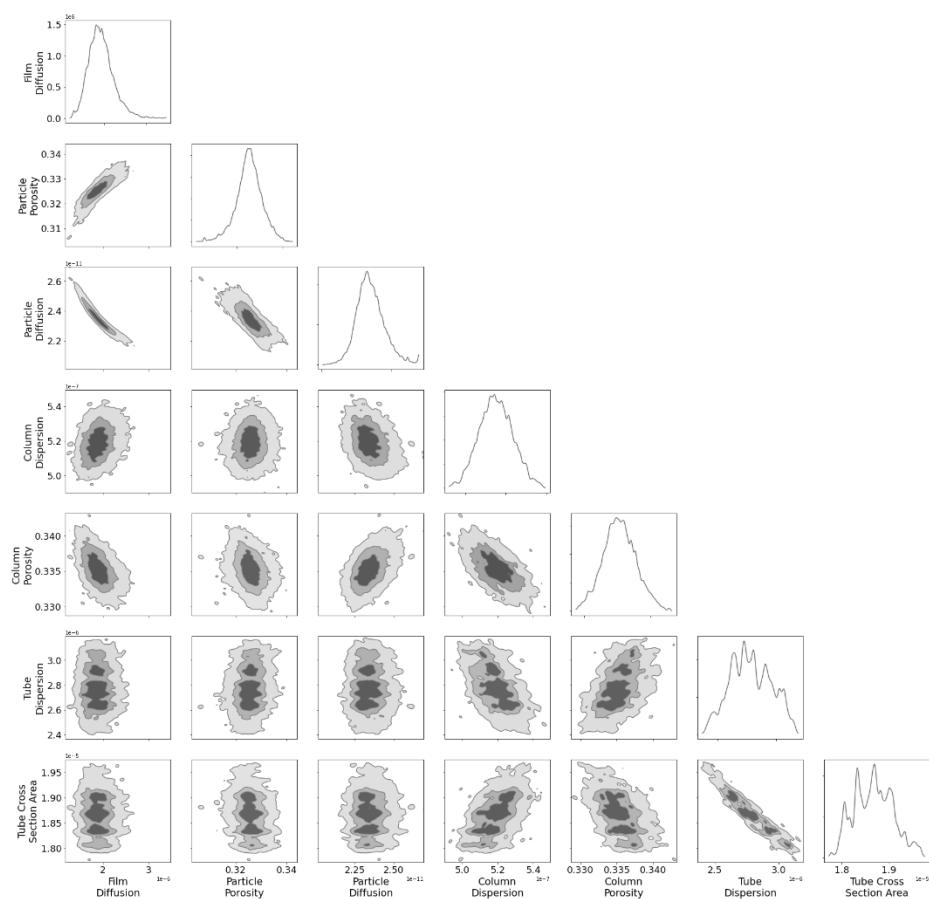 1e6
1.5
1.0
0.5
0.0
Film
Diffusion
0.34
0.33
0.32
0.31
Particle
Porosity
1e−11
2.6
2.4
2.2
Particle
Diffusion
1e−7
5.4
5.2
5.0
Column
Dispersion
0.340
0.335
0.330
Column
Porosity
1e−6
3.0
2.8
2.6
2.4
Tube
Dispersion
1e−5
1.95
1.90
1.85
1.80
Tube Cross
Section Area
2 3 1e−6
Film
Diffusion
0.32 0.34
Particle
Porosity
2.25 2.50 1e−11
Particle
Diffusion
5.0 5.2 5.4 1e−7
Column
Dispersion
0.330 0.335 0.340
Column
Porosity
2.5 3.0 1e−6
Tube
Dispersion
1.8 1.9 1e−5
Tube Cross
Section Area